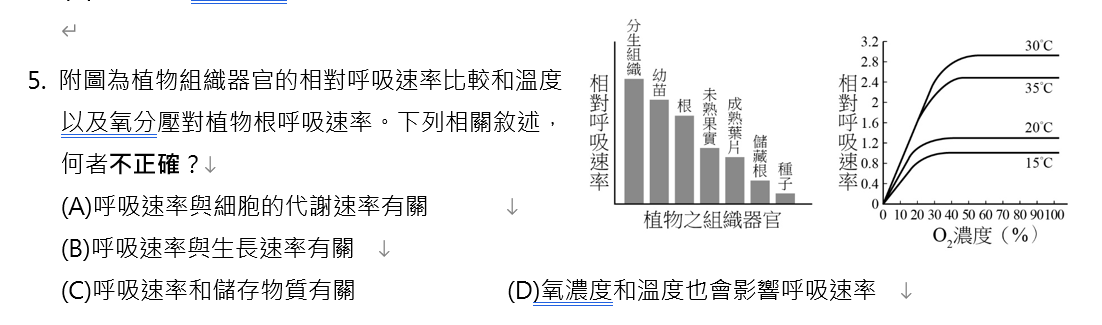 5. 附圖為植物組織器官的相對呼吸速率比較和溫度
以及氧分壓對植物根呼吸速率。下列相關敘述，
何者不正確？↓
(A)呼吸速率與細胞的代謝速率有關 ↓
(B)呼吸速率與生長速率有關 ↓
(C)呼吸速率和儲存物質有關 (D)氧濃度和溫度也會影響呼吸速率 ↓
相對呼吸速率
分生組織
幼苗
根
未熟果實
成熟葉片
儲藏根
種子
植物之組織器官
相對呼吸速率
3.2
2.8
2.4
2
1.6
1.2
0.8
0.4
0
30°C
35°C
20°C
15°C
0 10 20 30 40 50 60 70 80 90 100
O₂濃度（%）